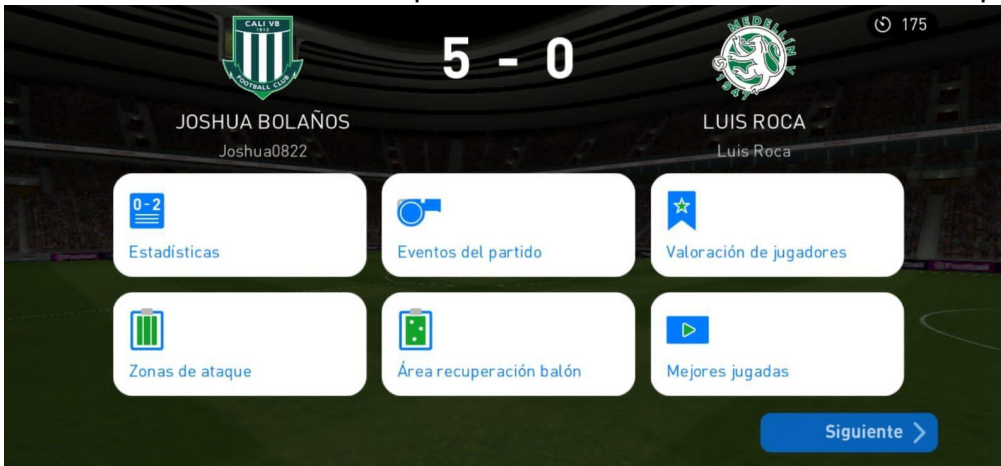 CALI VB
1912
FOOTBALL CLUB
5 - 0
MEDELLÍN V
1947
175
JOSHUA BOLAÑOS
Joshua0822
LUIS ROCA
Luis Roca
0-2
Estadísticas
Eventos del partido
Valoración de jugadores
Zonas de ataque
Área recuperación balón
Mejores jugadas
Siguiente